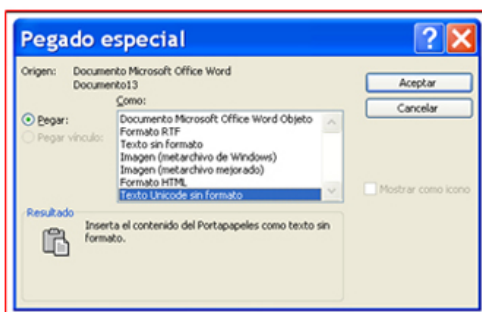 Pegado especial
Origen: Documento Microsoft Office Word
Documento13
Como:
Pegar:
Pegar vínculo:
Documento Microsoft Office Word Objeto
Formato RTF
Texto sin formato
Imagen (metarchivo de Windows)
Imagen (metarchivo mejorado)
Formato HTML
Texto Unicode sin formato
Aceptar
Cancelar
Mostrar como icono
Resultado
Inserta el contenido del Portapapeles como texto sin
formato.